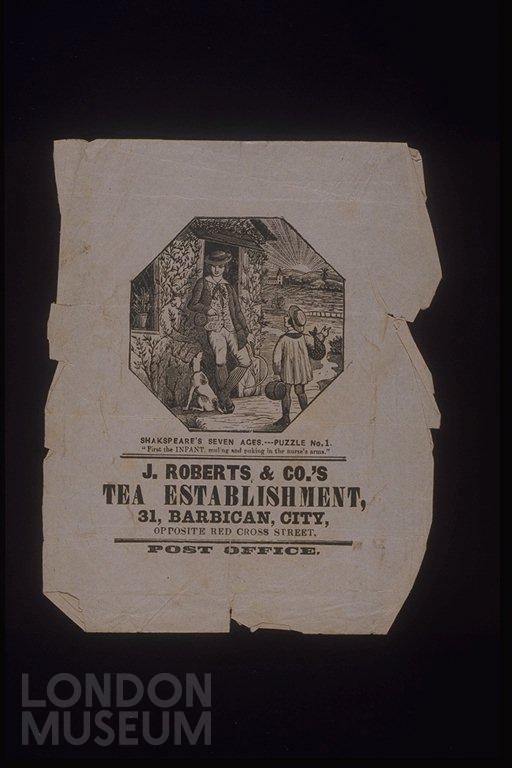 SHAKSPEARE'S SEVEN AGES.---PUZZLE No. 1.
"First the INFANT, muling and puking in the nurse's arms."
J. ROBERTS & CO.'S
TEA ESTABLISHMENT,
31, BARBICAN, CITY,
OPPOSITE RED CROSS STREET.
POST OFFICE.
LONDON
MUSEUM